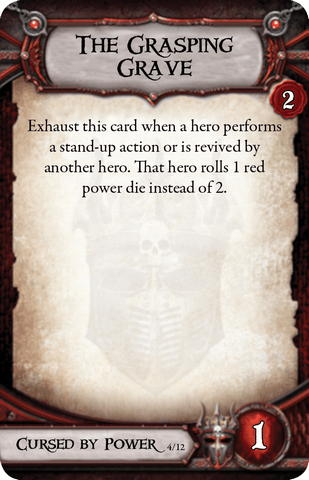 The Grasping
Grave
2
Exhaust this card when a hero performs
a stand-up action or is revived by
another hero. That hero rolls 1 red
power die instead of 2.
Cursed by Power 4/12
1